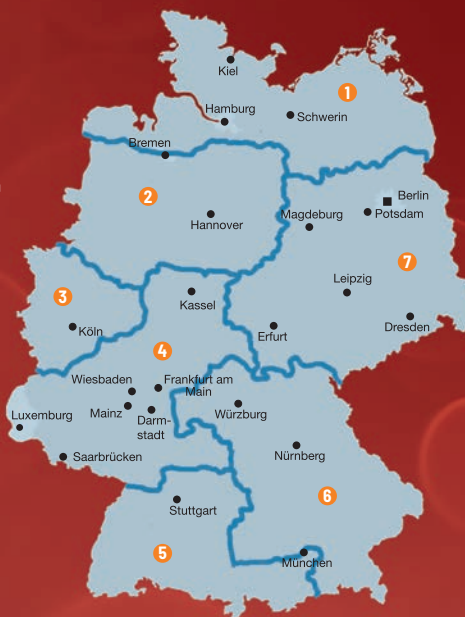 Kiel
1
Hamburg
Schwerin
Bremen
2
Berlin
Potsdam
Hannover
Magdeburg
7
Leipzig
3
Kassel
Dresden
Köln
Erfurt
4
Wiesbaden
Frankfurt am
Main
Mainz
Darm-
stadt
Würzburg
Luxemburg
Saarbrücken
Nürnberg
6
Stuttgart
5
München